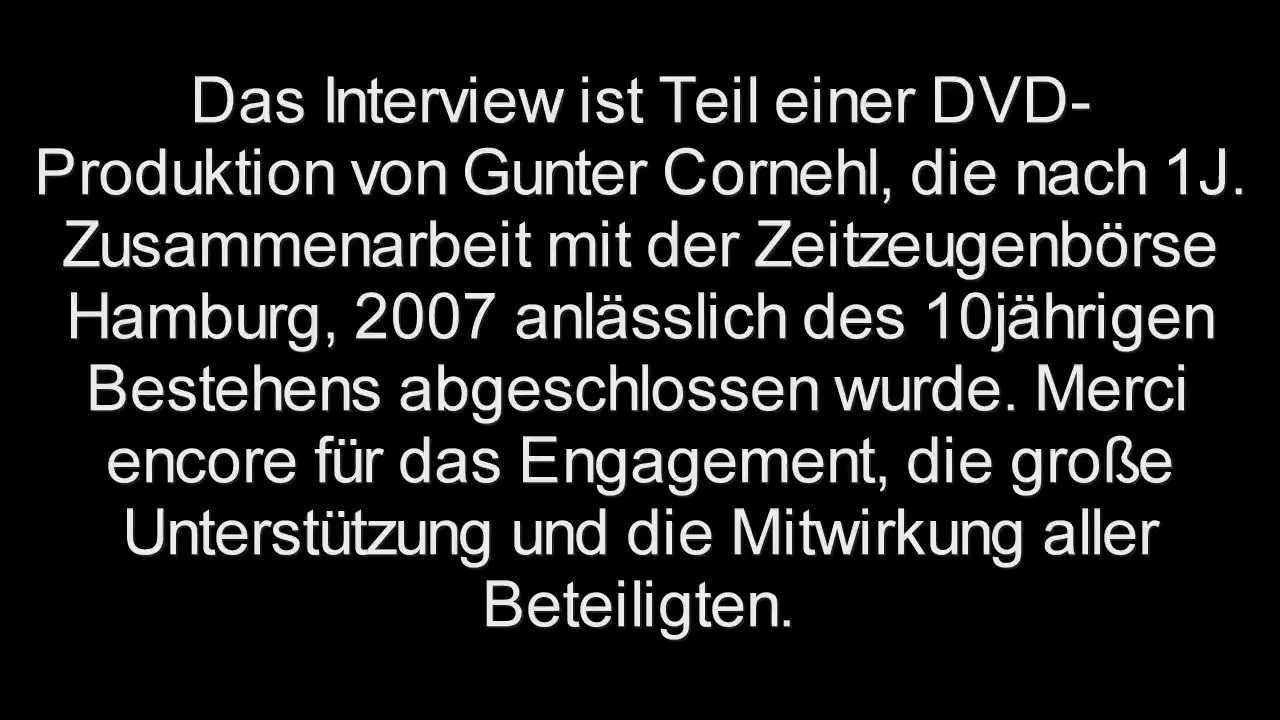 Das Interview ist Teil einer DVD-
Produktion von Gunter Cornehl, die nach 1J.
Zusammenarbeit mit der Zeitzeugenbörse
Hamburg, 2007 anlässlich des 10jährigen
Bestehens abgeschlossen wurde. Merci
encore für das Engagement, die große
Unterstützung und die Mitwirkung aller
Beteiligten.